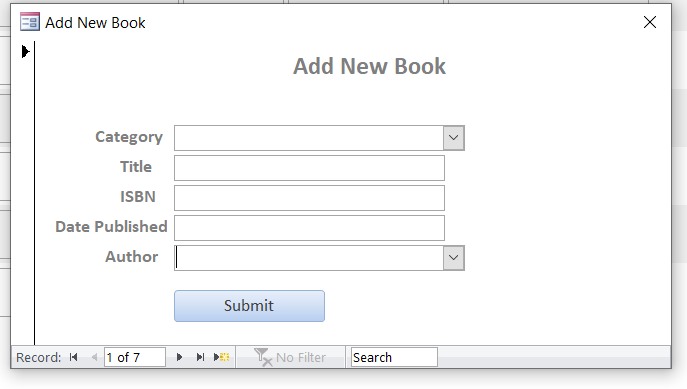 Add New Book
Add New Book
Category
Title
ISBN
Date Published
Author
Submit
Record: 1 of 7 No Filter Search